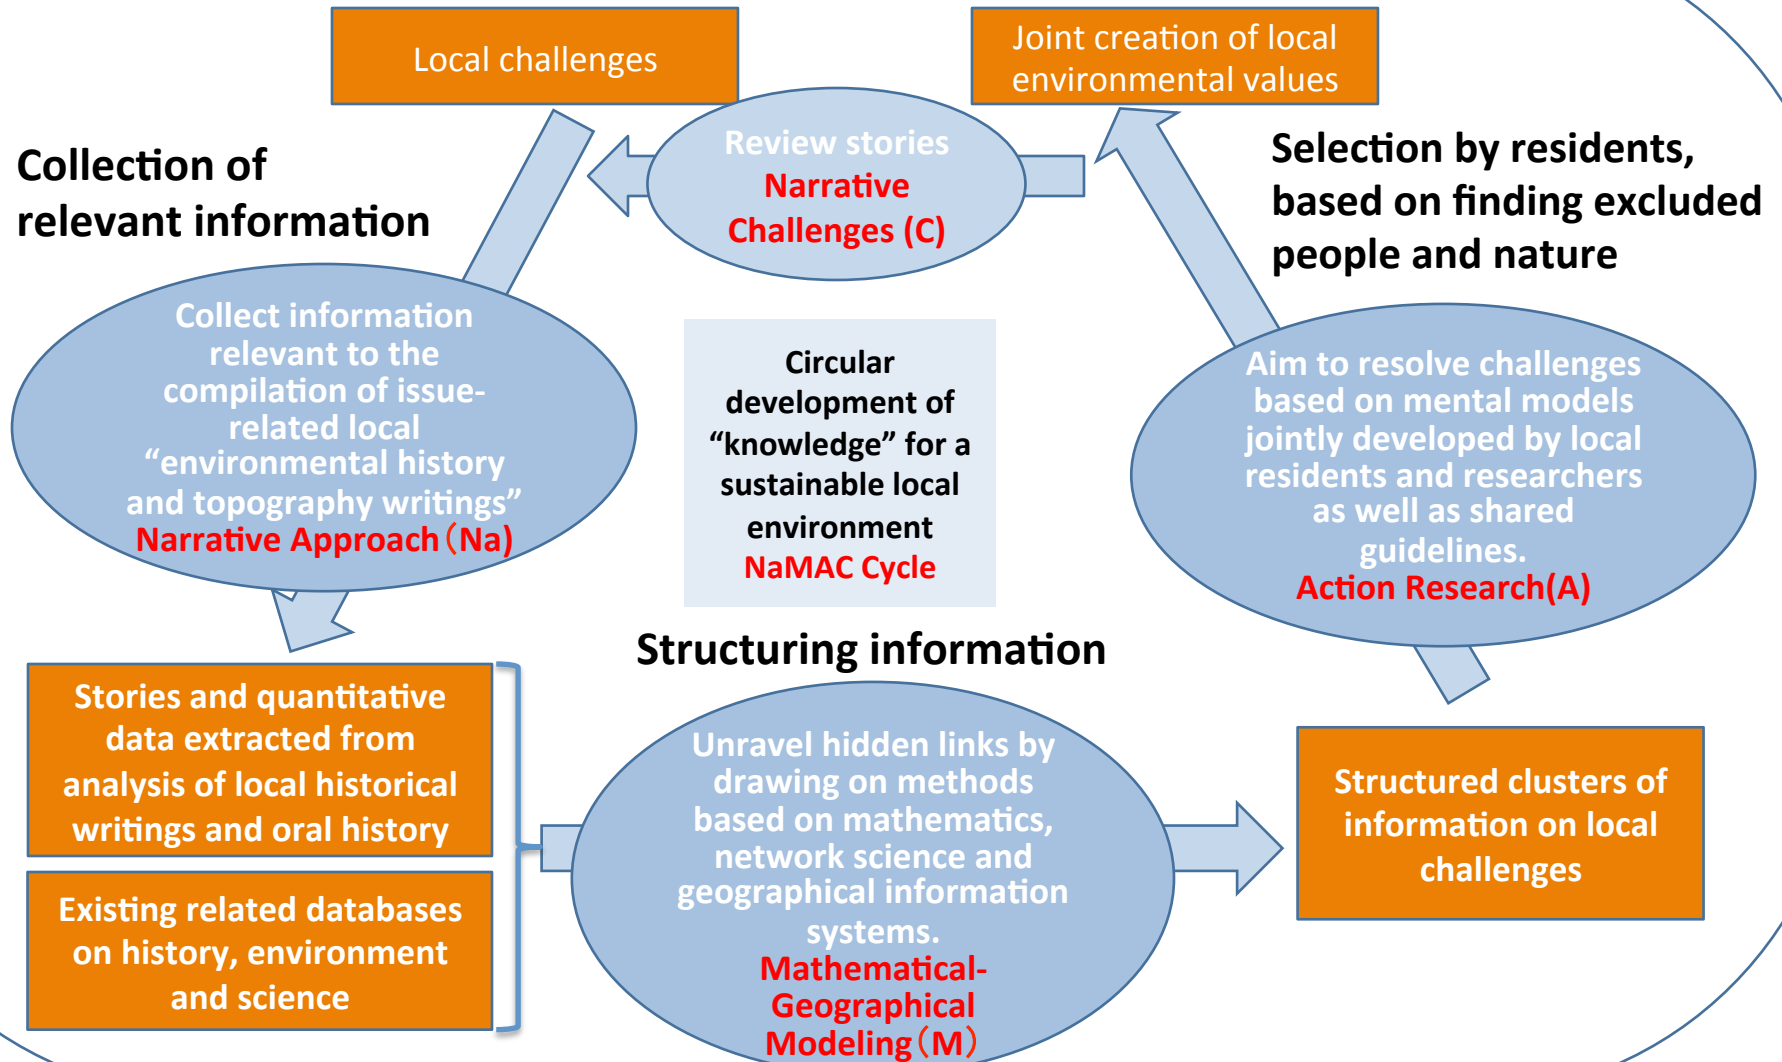 Local challenges
Joint creation of local
environmental values
Review stories
Narrative
Challenges (C)
Collection of
relevant information
Selection by residents,
based on finding excluded
people and nature
Collect information
relevant to the
compilation of issue-
related local
“environmental history
and topography writings”
Narrative Approach（Na)
Circular
development of
“knowledge” for a
sustainable local
environment
NaMAC Cycle
Aim to resolve challenges
based on mental models
jointly developed by local
residents and researchers
as well as shared
guidelines.
Action Research(A)
Structuring information
Stories and quantitative
data extracted from
analysis of local historical
writings and oral history
Existing related databases
on history, environment
and science
Unravel hidden links by
drawing on methods
based on mathematics,
network science and
geographical information
systems.
Mathematical-
Geographical
Modeling（M）
Structured clusters of
information on local
challenges